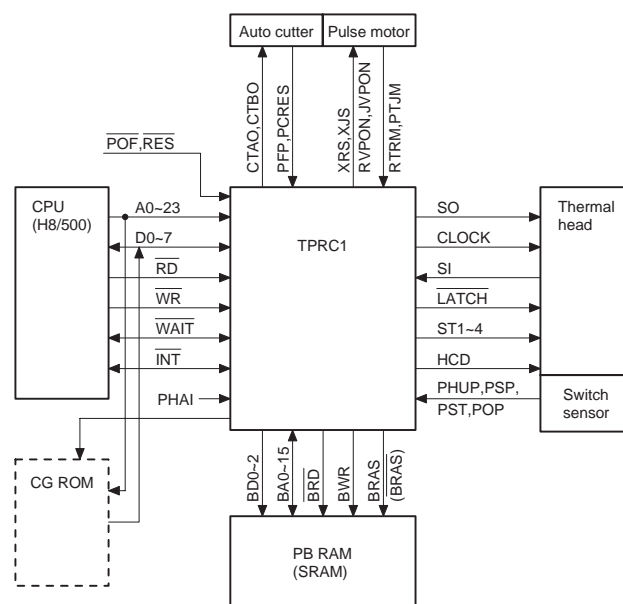 Auto cutter
Pulse motor
CTAO,CTBO
PFP,PCRES
XRS,XJS
RVPON,JVPON
RTRM,PTJM
POF,RES
CPU
(H8/500)
A0~23
D0~7
RD
WR
WAIT
INT
PHAI
TPRC1
SO
CLOCK
SI
LATCH
ST1~4
HCD
PHUP,PSP,
PST,POP
Thermal
head
Switch
sensor
CG ROM
BD0~2
BA0~15
BRD
BWR
BRAS
(BRAS)
PB RAM
(SRAM)